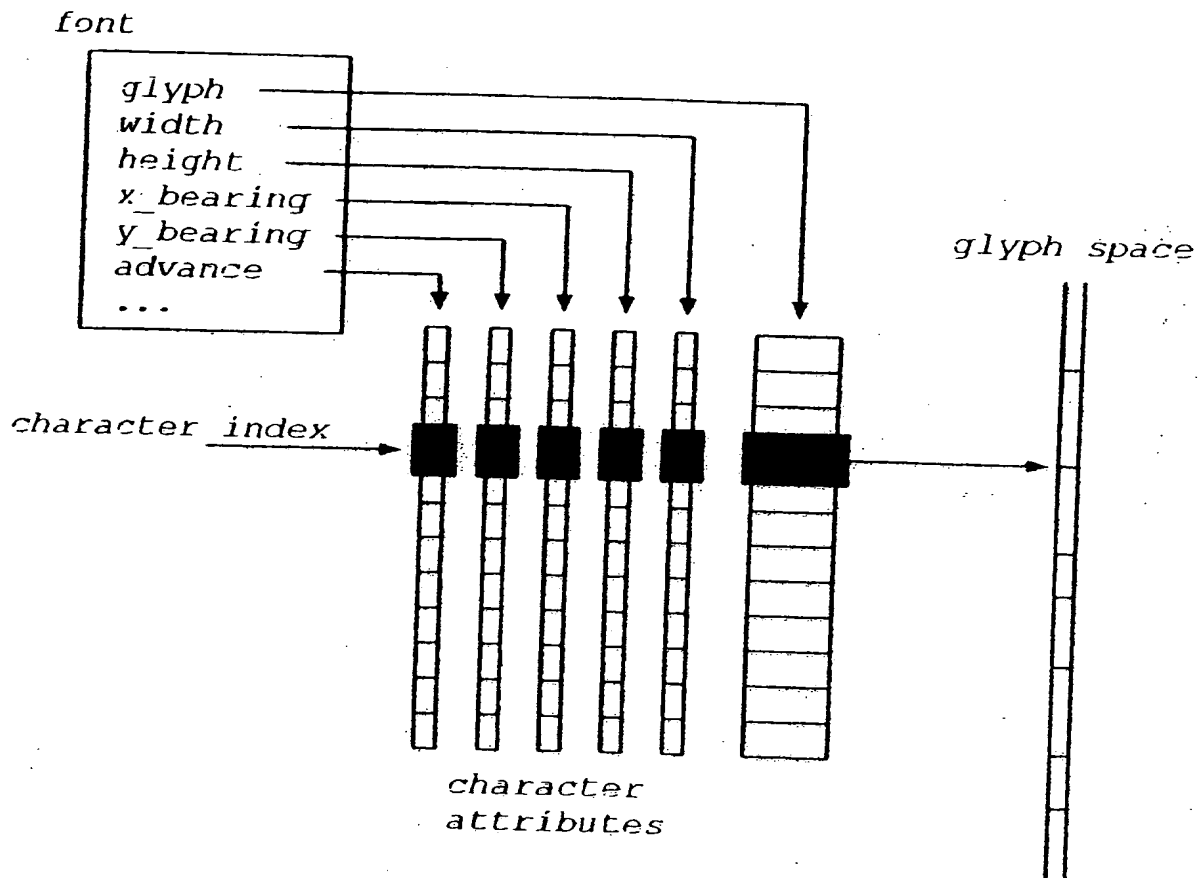 font
glyph
width
height
x_bearing
y_bearing
advance
...
glyph space
character index
character
attributes